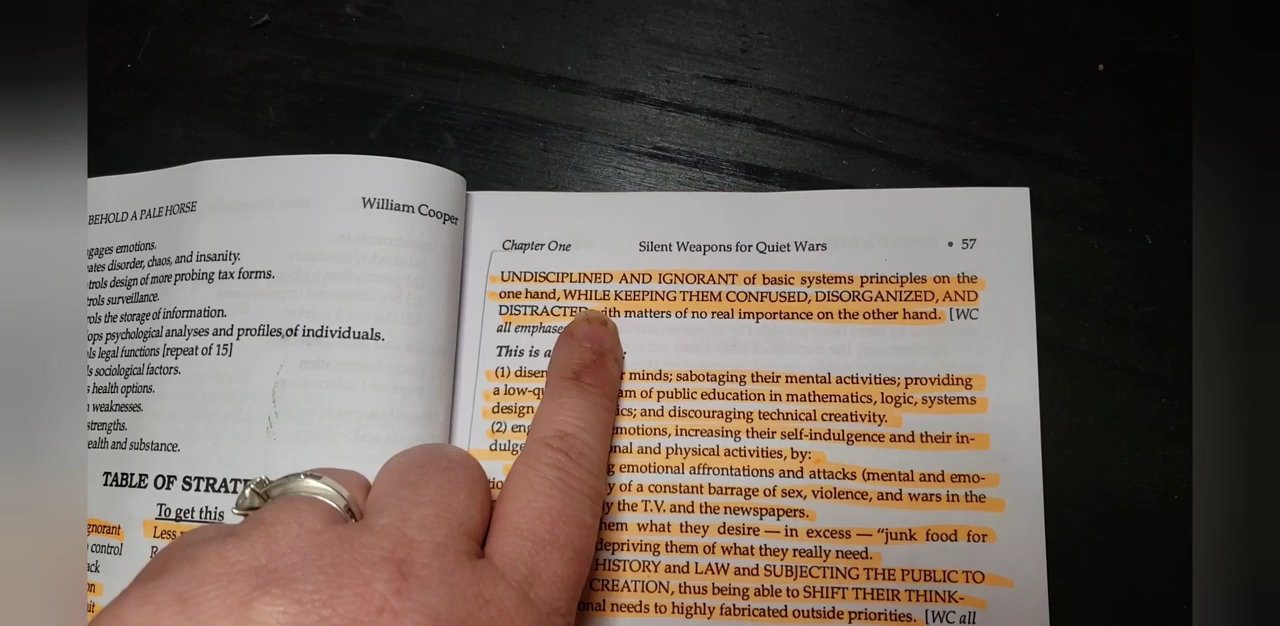 BEHOLD A PALE HORSE
William Cooper
gages emotions.
ates disorder, chaos, and insanity.
trols design of more probing tax forms.
rols surveillance.
ols the storage of information.
ops psychological analyses and profiles of individuals.
ls legal functions [repeat of 15]
s sociological factors.
health options.
weaknesses.
strengths.
ealth and substance.
TABLE OF STRAT
To get this
gnorant
Less
control
ack
on
uit
Chapter One
Silent Weapons for Quiet Wars
• 57
UNDISCIPLINED AND IGNORANT of basic systems principles on the
one hand, WHILE KEEPING THEM CONFUSED, DISORGANIZED, AND
DISTRACTED with matters of no real importance on the other hand. [WC
all emphase
This is a
(1) disen minds; sabotaging their mental activities; providing
a low-qu am of public education in mathematics, logic, systems
design ics; and discouraging technical creativity.
(2) eng emotions, increasing their self-indulgence and their in-
dulge nal and physical activities, by:
g emotional affrontations and attacks (mental and emo-
tio y of a constant barrage of sex, violence, and wars in the
y the T.V. and the newspapers.
hem what they desire — in excess — "junk food for
depriving them of what they really need.
HISTORY and LAW and SUBJECTING THE PUBLIC TO
CREATION, thus being able to SHIFT THEIR THINK-
onal needs to highly fabricated outside priorities. [WC all